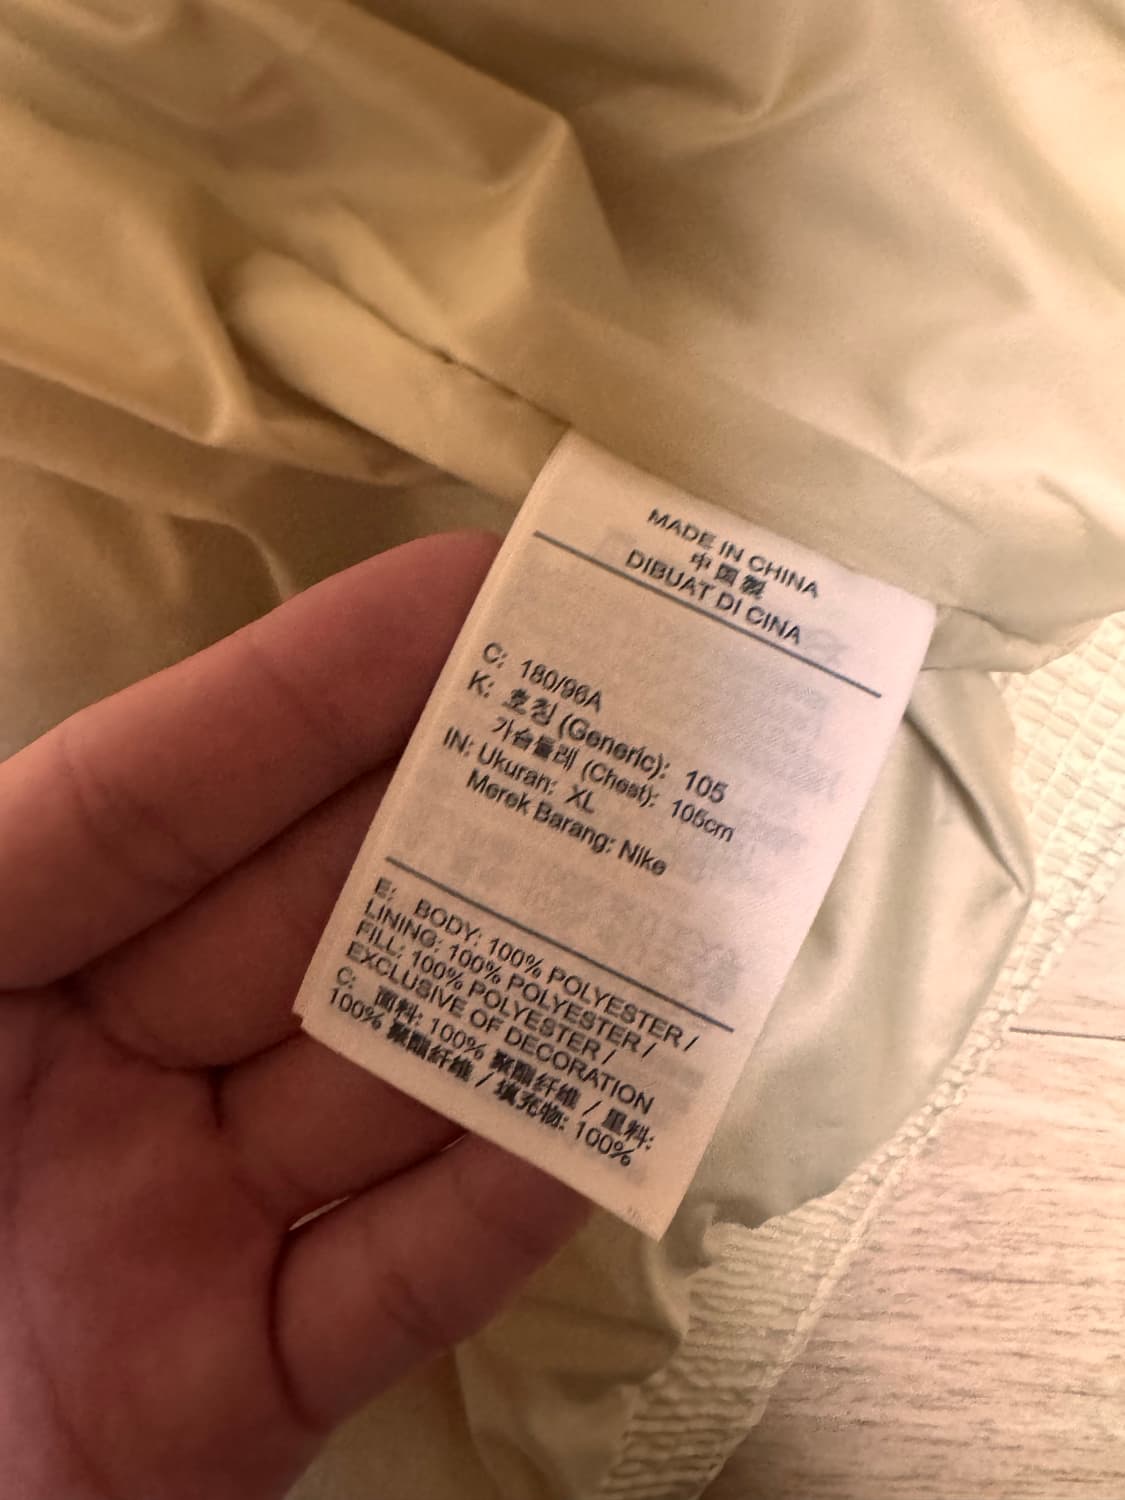 MADE IN CHINA
中国製
DIBUAT DI CINA
C: 180/96A
K: 호칭 (Generic): 105
가슴둘레 (Chest): 105cm
IN: Ukuran: XL
Merek Barang: Nike
E: BODY: 100% POLYESTER /
LINING: 100% POLYESTER /
FILL: 100% POLYESTER /
EXCLUSIVE OF DECORATION
C: 面料: 100% 聚酯纤维 / 里料:
100% 聚酯纤维 / 填充物: 100%